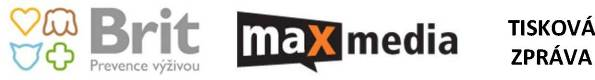 Brit
Prevence výživou
maxmedia
TISKOVÁ
ZPRÁVA